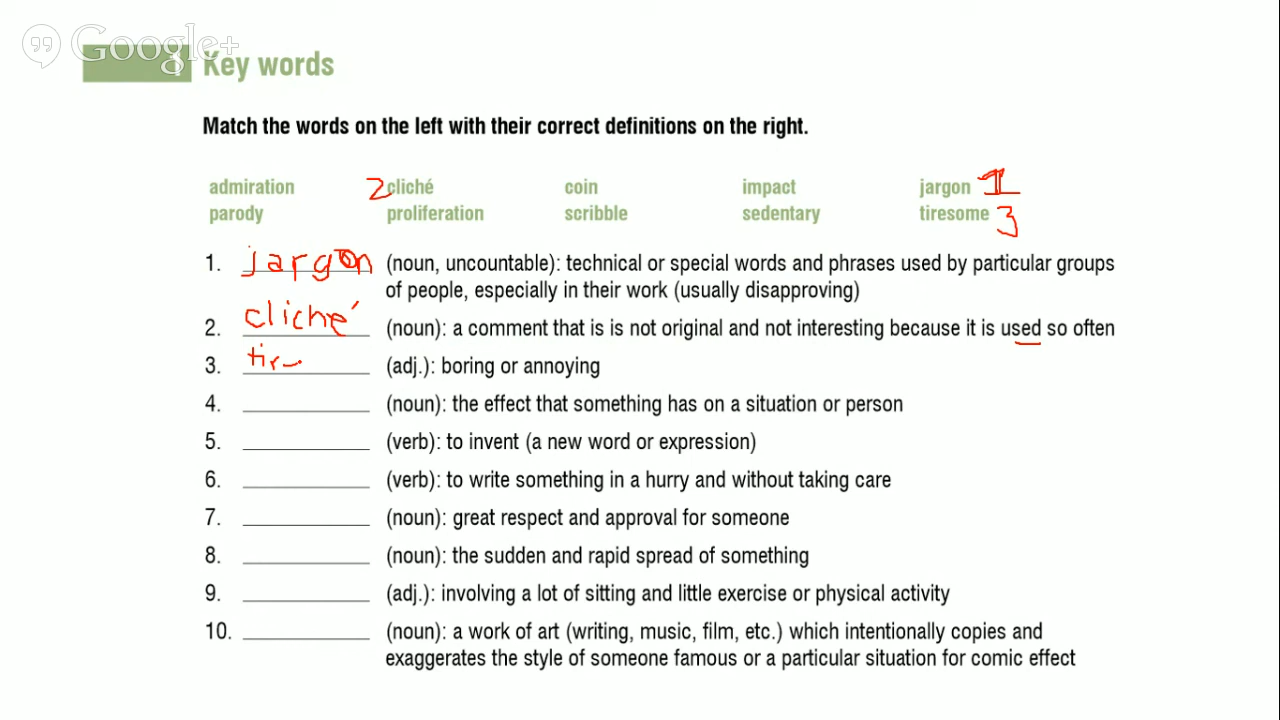 Google+
Key words
Match the words on the left with their correct definitions on the right.
admiration 2 cliché coin impact jargon 1
parody proliferation scribble sedentary tiresome 3
1. jargon (noun, uncountable): technical or special words and phrases used by particular groups
of people, especially in their work (usually disapproving)
2. cliché (noun): a comment that is is not original and not interesting because it is used so often
3. tir (adj.): boring or annoying
4. (noun): the effect that something has on a situation or person
5. (verb): to invent (a new word or expression)
6. (verb): to write something in a hurry and without taking care
7. (noun): great respect and approval for someone
8. (noun): the sudden and rapid spread of something
9. (adj.): involving a lot of sitting and little exercise or physical activity
10. (noun): a work of art (writing, music, film, etc.) which intentionally copies and
exaggerates the style of someone famous or a particular situation for comic effect